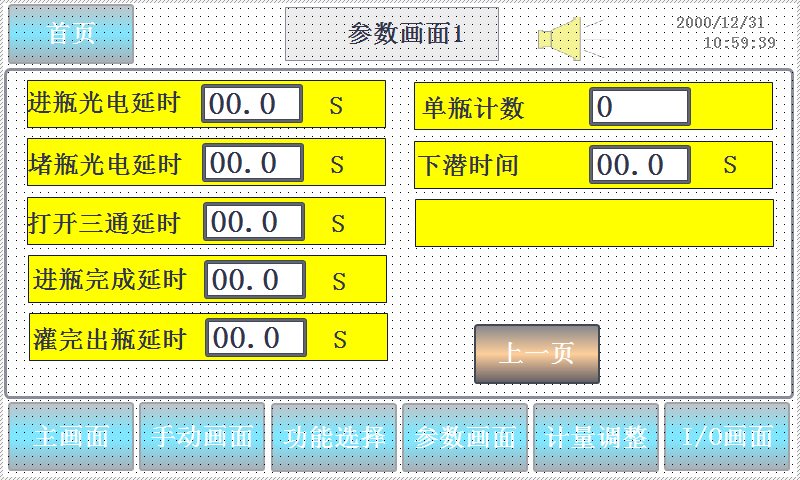 首页
参数画面1
2000/12/31
10:59:39
进瓶光电延时 00.0 S
单瓶计数 0
堵瓶光电延时 00.0 S
下潜时间 00.0 S
打开三通延时 00.0 S
进瓶完成延时 00.0 S
灌完出瓶延时 00.0 S
上一页
主画面
手动画面
功能选择
参数画面
计量调整
I/O画面